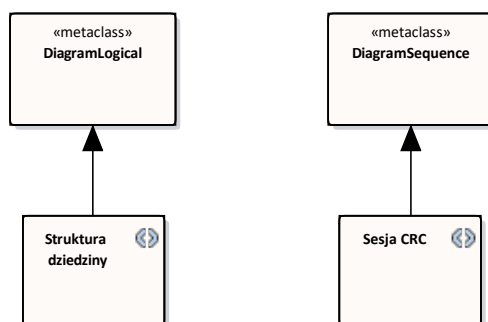 «metaclass»
DiagramLogical
«metaclass»
DiagramSequence
Struktura
dziedziny
Sesja CRC